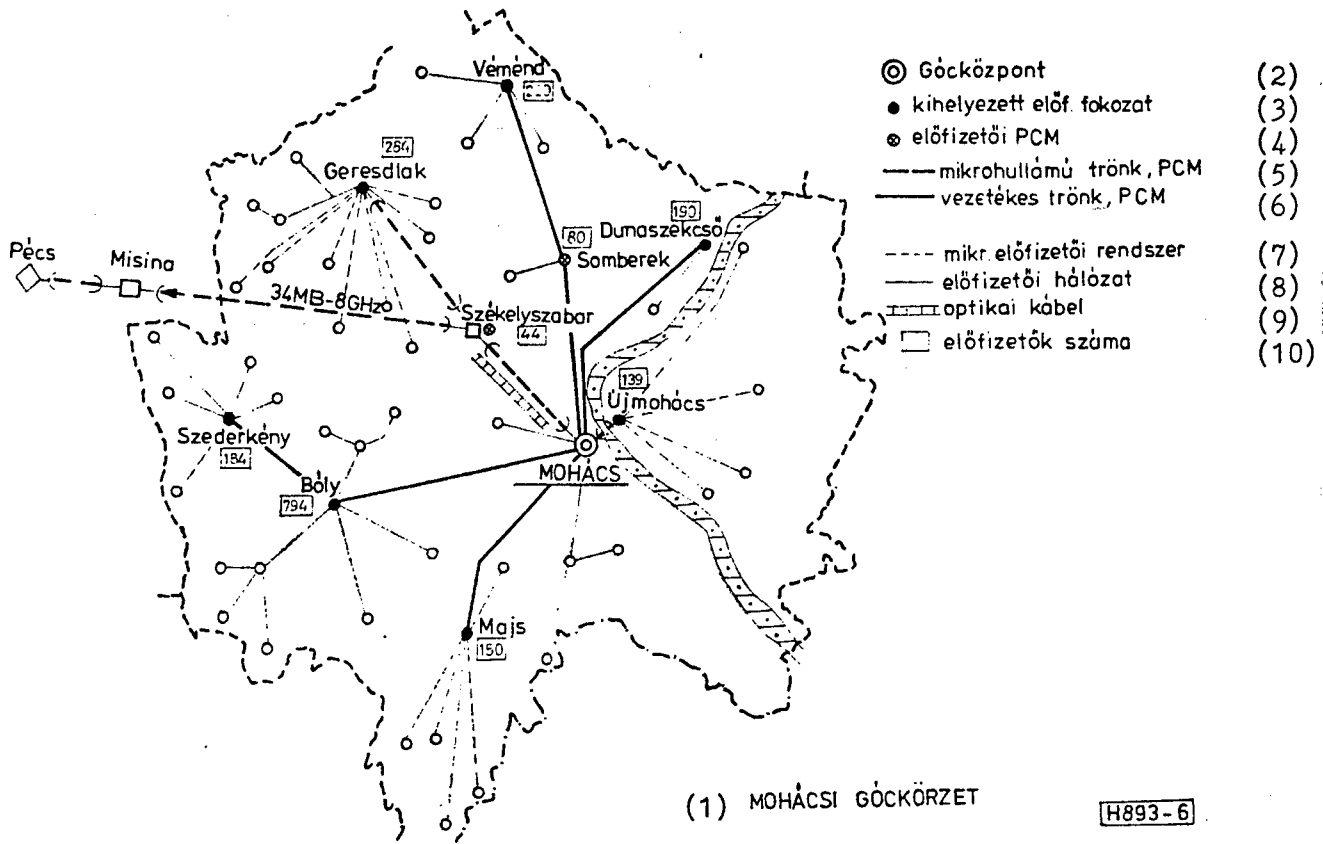 Véménd
Gócközpont (2)
kihelyezett előf. fokozat (3)
előfizetői PCM (4)
mikrohullámú trönk, PCM (5)
vezetékes trönk, PCM (6)
mikr. előfizetői rendszer (7)
előfizetői hálózat (8)
optikai kábel (9)
előfizetők száma (10)
264
Geresdlak
190
Dunaszekcső
80
Somberek
Pécs
Misina
34MB-8GHz
Székelyszabar
44
139
Újmohács
Szederkény
184
MOHÁCS
Bóly
794
Majs
150
(1) MOHÁCSI GÓCKÖRZET
H893-6